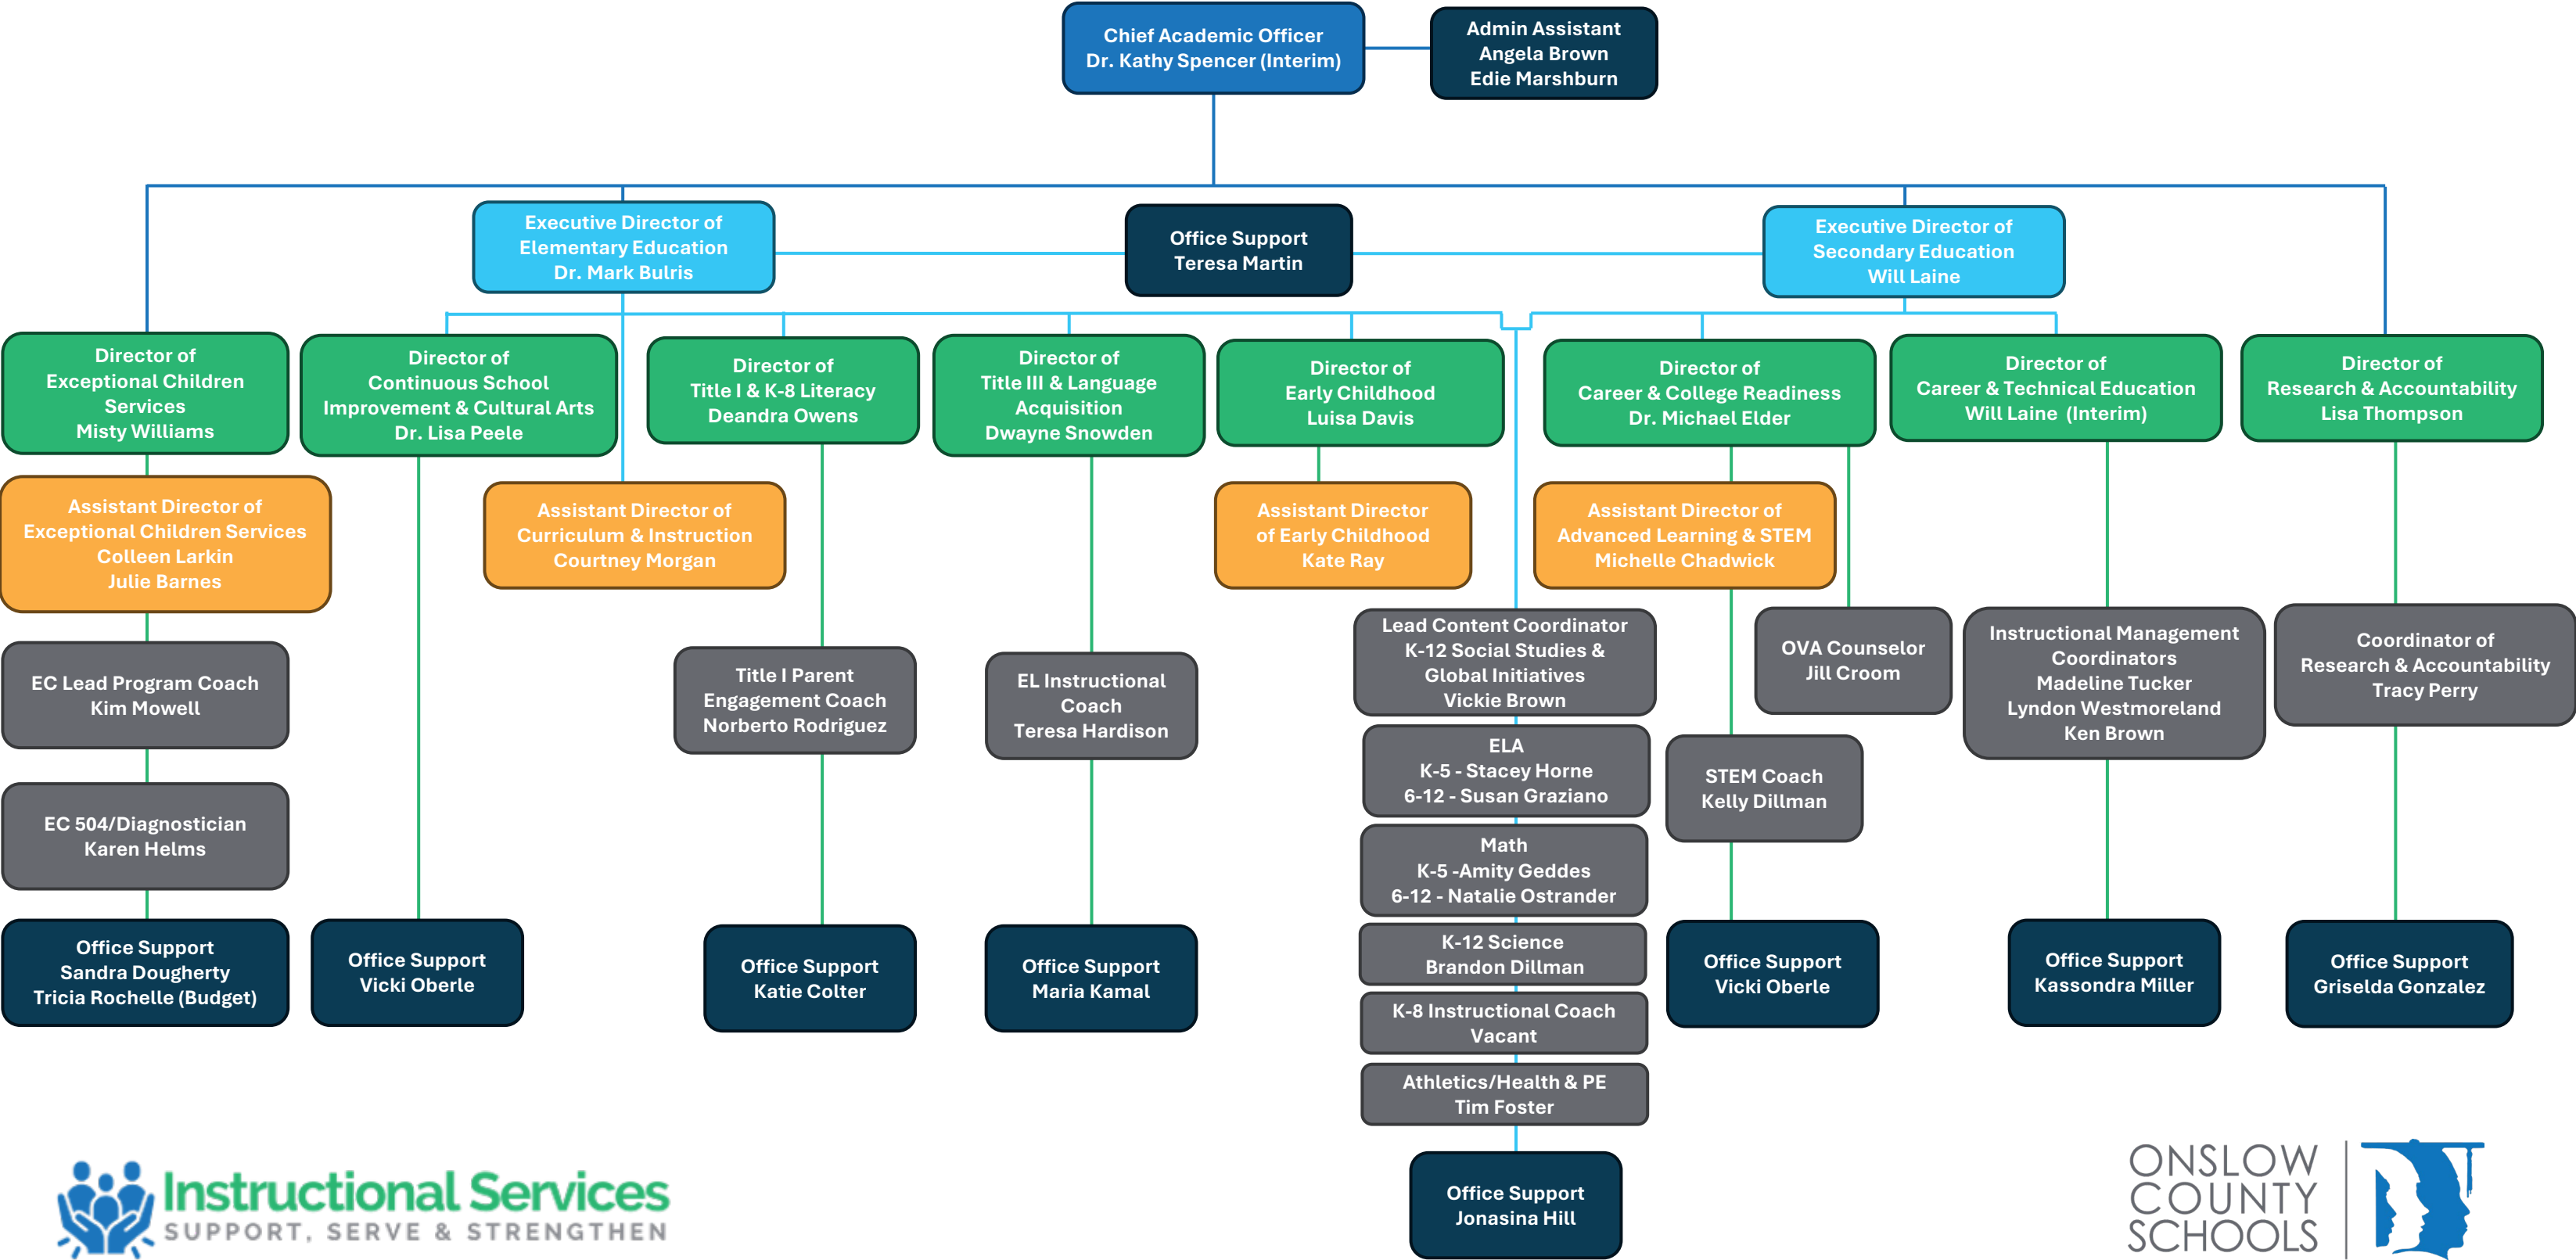 Chief Academic Officer
Dr. Kathy Spencer (Interim)
Admin Assistant
Angela Brown
Edie Marshburn
Executive Director of
Elementary Education
Dr. Mark Bulris
Office Support
Teresa Martin
Executive Director of
Secondary Education
Will Laine
Director of
Exceptional Children
Services
Misty Williams
Director of
Continuous School
Improvement & Cultural Arts
Dr. Lisa Peele
Director of
Title I & K-8 Literacy
Deandra Owens
Director of
Title III & Language
Acquisition
Dwayne Snowden
Director of
Early Childhood
Luisa Davis
Director of
Career & College Readiness
Dr. Michael Elder
Director of
Career & Technical Education
Will Laine (Interim)
Director of
Research & Accountability
Lisa Thompson
Assistant Director of
Exceptional Children Services
Colleen Larkin
Julie Barnes
Assistant Director of
Curriculum & Instruction
Courtney Morgan
Assistant Director
of Early Childhood
Kate Ray
Assistant Director of
Advanced Learning & STEM
Michelle Chadwick
EC Lead Program Coach
Kim Mowell
Title I Parent
Engagement Coach
Norberto Rodriguez
EL Instructional
Coach
Teresa Hardison
Lead Content Coordinator
K-12 Social Studies &
Global Initiatives
Vickie Brown
OVA Counselor
Jill Croom
Instructional Management
Coordinators
Madeline Tucker
Lyndon Westmoreland
Ken Brown
Coordinator of
Research & Accountability
Tracy Perry
ELA
K-5 - Stacey Horne
6-12 - Susan Graziano
STEM Coach
Kelly Dillman
EC 504/Diagnostician
Karen Helms
Math
K-5 -Amity Geddes
6-12 - Natalie Ostrander
K-12 Science
Brandon Dillman
K-8 Instructional Coach
Vacant
Athletics/Health & PE
Tim Foster
Office Support
Sandra Dougherty
Tricia Rochelle (Budget)
Office Support
Vicki Oberle
Office Support
Katie Colter
Office Support
Maria Kamal
Office Support
Vicki Oberle
Office Support
Kassondra Miller
Office Support
Griselda Gonzalez
Office Support
Jonasina Hill
Instructional Services
SUPPORT, SERVE & STRENGTHEN
ONSLOW
COUNTY
SCHOOLS